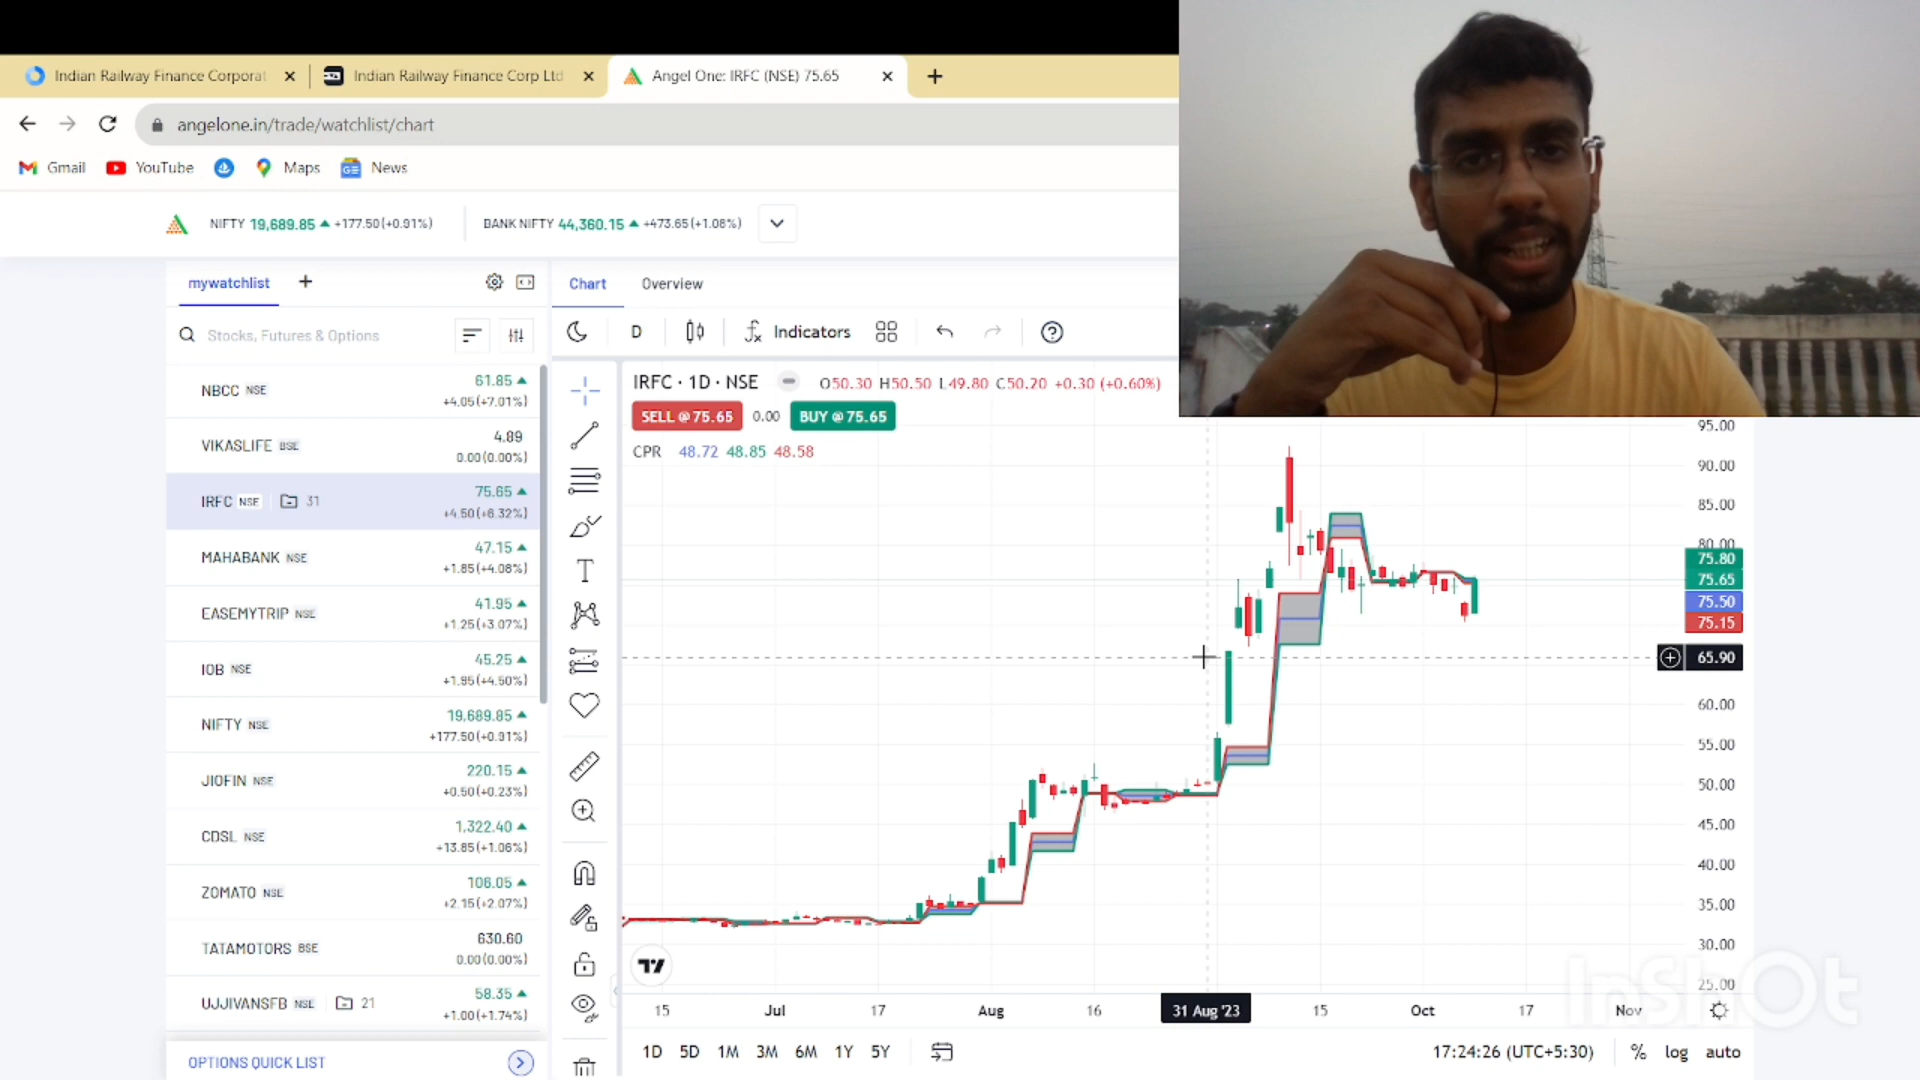 Indian Railway Finance Corporat
Indian Railway Finance Corp Ltd
Angel One: IRFC (NSE) 75.65
angelone.in/trade/watchlist/chart
Gmail
YouTube
Maps
News
NIFTY 19,689.85 ▲ +177.50(+0.91%)
BANK NIFTY 44,360.15 ▲ +473.65(+1.08%)
mywatchlist +
Stocks, Futures & Options
NBCC NSE 61.85 ▲
+4.05(+7.01%)
VIKASLIFE BSE 4.89
0.00(0.00%)
IRFC NSE 31 75.65 ▲
+4.50(+6.32%)
MAHABANK NSE 47.15 ▲
+1.85(+4.08%)
EASEMYTRIP NSE 41.95 ▲
+1.25(+3.07%)
IOB NSE 45.25 ▲
+1.95(+4.50%)
NIFTY NSE 19,689.85 ▲
+177.50(+0.91%)
JIOFIN NSE 220.15 ▲
+0.50(+0.23%)
CDSL NSE 1,322.40 ▲
+13.85(+1.06%)
ZOMATO NSE 106.05 ▲
+2.15(+2.07%)
TATAMOTORS BSE 630.60
0.00(0.00%)
UJJIVANSFB NSE 21 58.35 ▲
+1.00(+1.74%)
OPTIONS QUICK LIST
Chart Overview
D Indicators
IRFC · 1D · NSE O50.30 H50.50 L49.80 C50.20 +0.30 (+0.60%)
SELL @ 75.65 0.00 BUY @ 75.65
CPR 48.72 48.85 48.58
95.00
90.00
85.00
80.00
75.80
75.65
75.50
75.15
65.90
60.00
55.00
50.00
45.00
40.00
35.00
30.00
25.00
15 Jul 17 Aug 16 31 Aug '23 15 Oct 17 Nov
1D 5D 1M 3M 6M 1Y 5Y
17:24:26 (UTC+5:30) % log auto
InShOt